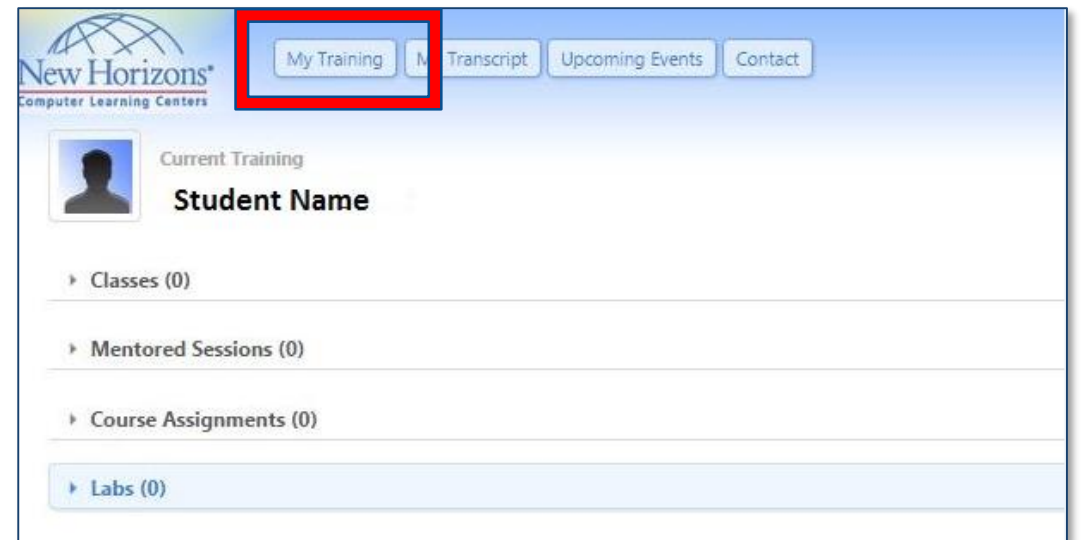 New Horizons®
Computer Learning Centers
My Training
M Transcript
Upcoming Events
Contact
Current Training
Student Name
Classes (0)
Mentored Sessions (0)
Course Assignments (0)
Labs (0)